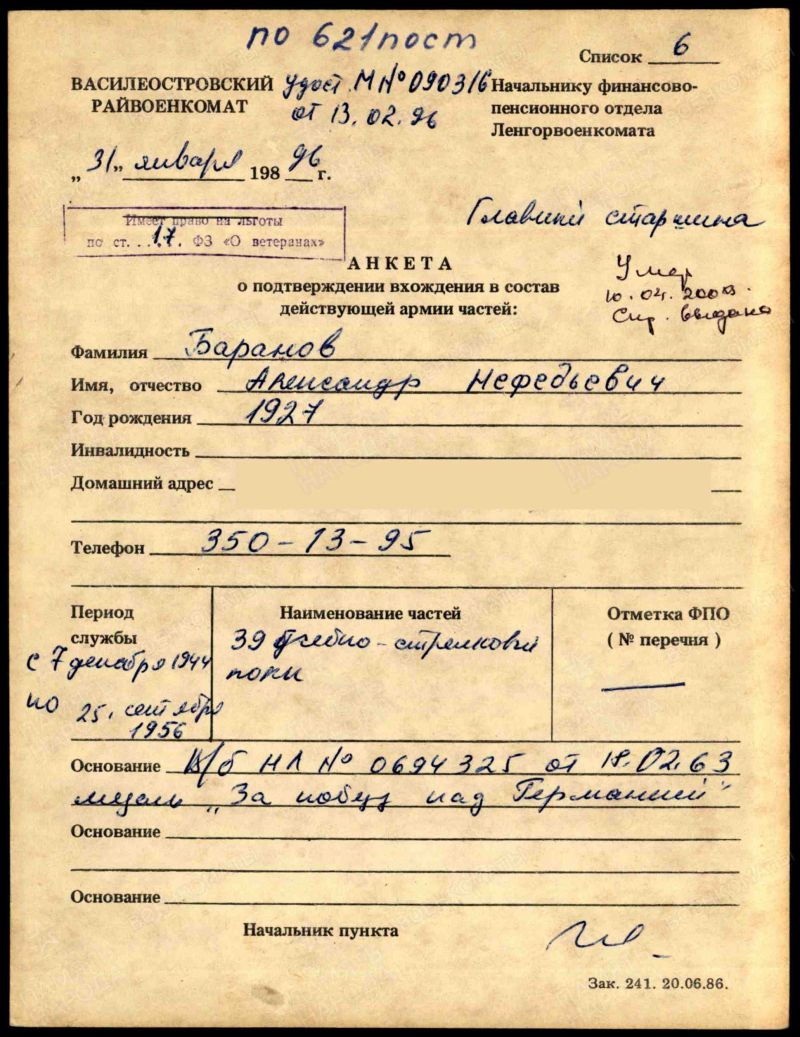 по 621 пост
Список 6
ВАСИЛЕОСТРОВСКИЙ
РАЙВОЕНКОМАТ
удост. М № 090316
от 13.02.96
Начальнику финансово-
пенсионного отдела
Ленгорвоенкомата
„31" января 198 96 г.
Имеет право на льготы
по ст. . 17. ФЗ «О ветеранах»
Главный старшина
АНКЕТА
о подтверждении вхождения в состав
действующей армии частей:
Умер
10.04.2000.
Спр. выдана
Фамилия Баранов
Имя, отчество Александр Нефедьевич
Год рождения 1927
Инвалидность
Домашний адрес
Телефон 350-13-95
Период
службы
с 7 декабря 1944
по 25. сентября
1956
Наименование частей
39 учебно-стрелковый
полк
Отметка ФПО
( № перечня )
—
Основание В/б НЛ № 0694325 от 18.02.63
медаль „За побед над Германией"
Основание
Основание
Начальник пункта
Зак. 241. 20.06.86.